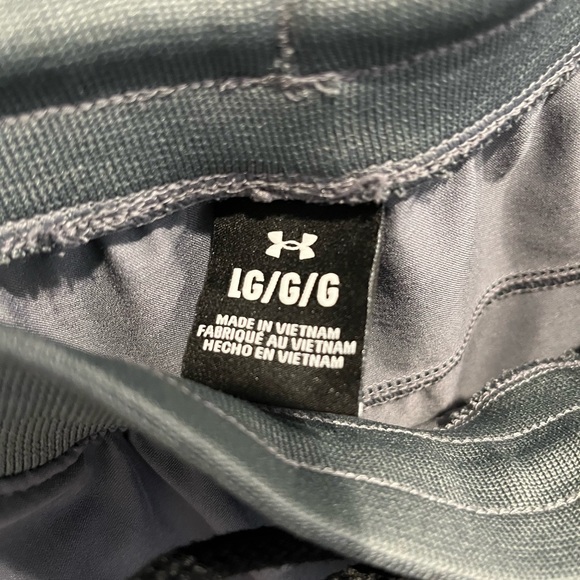 LG/G/G
MADE IN VIETNAM
FABRIQUÉ AU VIETNAM
HECHO EN VIETNAM